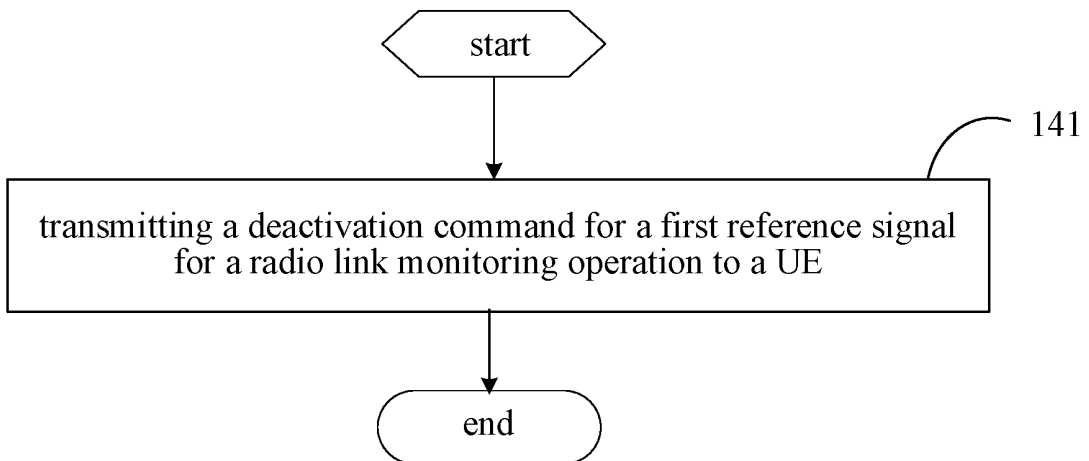 start
141
transmitting a deactivation command for a first reference signal
for a radio link monitoring operation to a UE
end